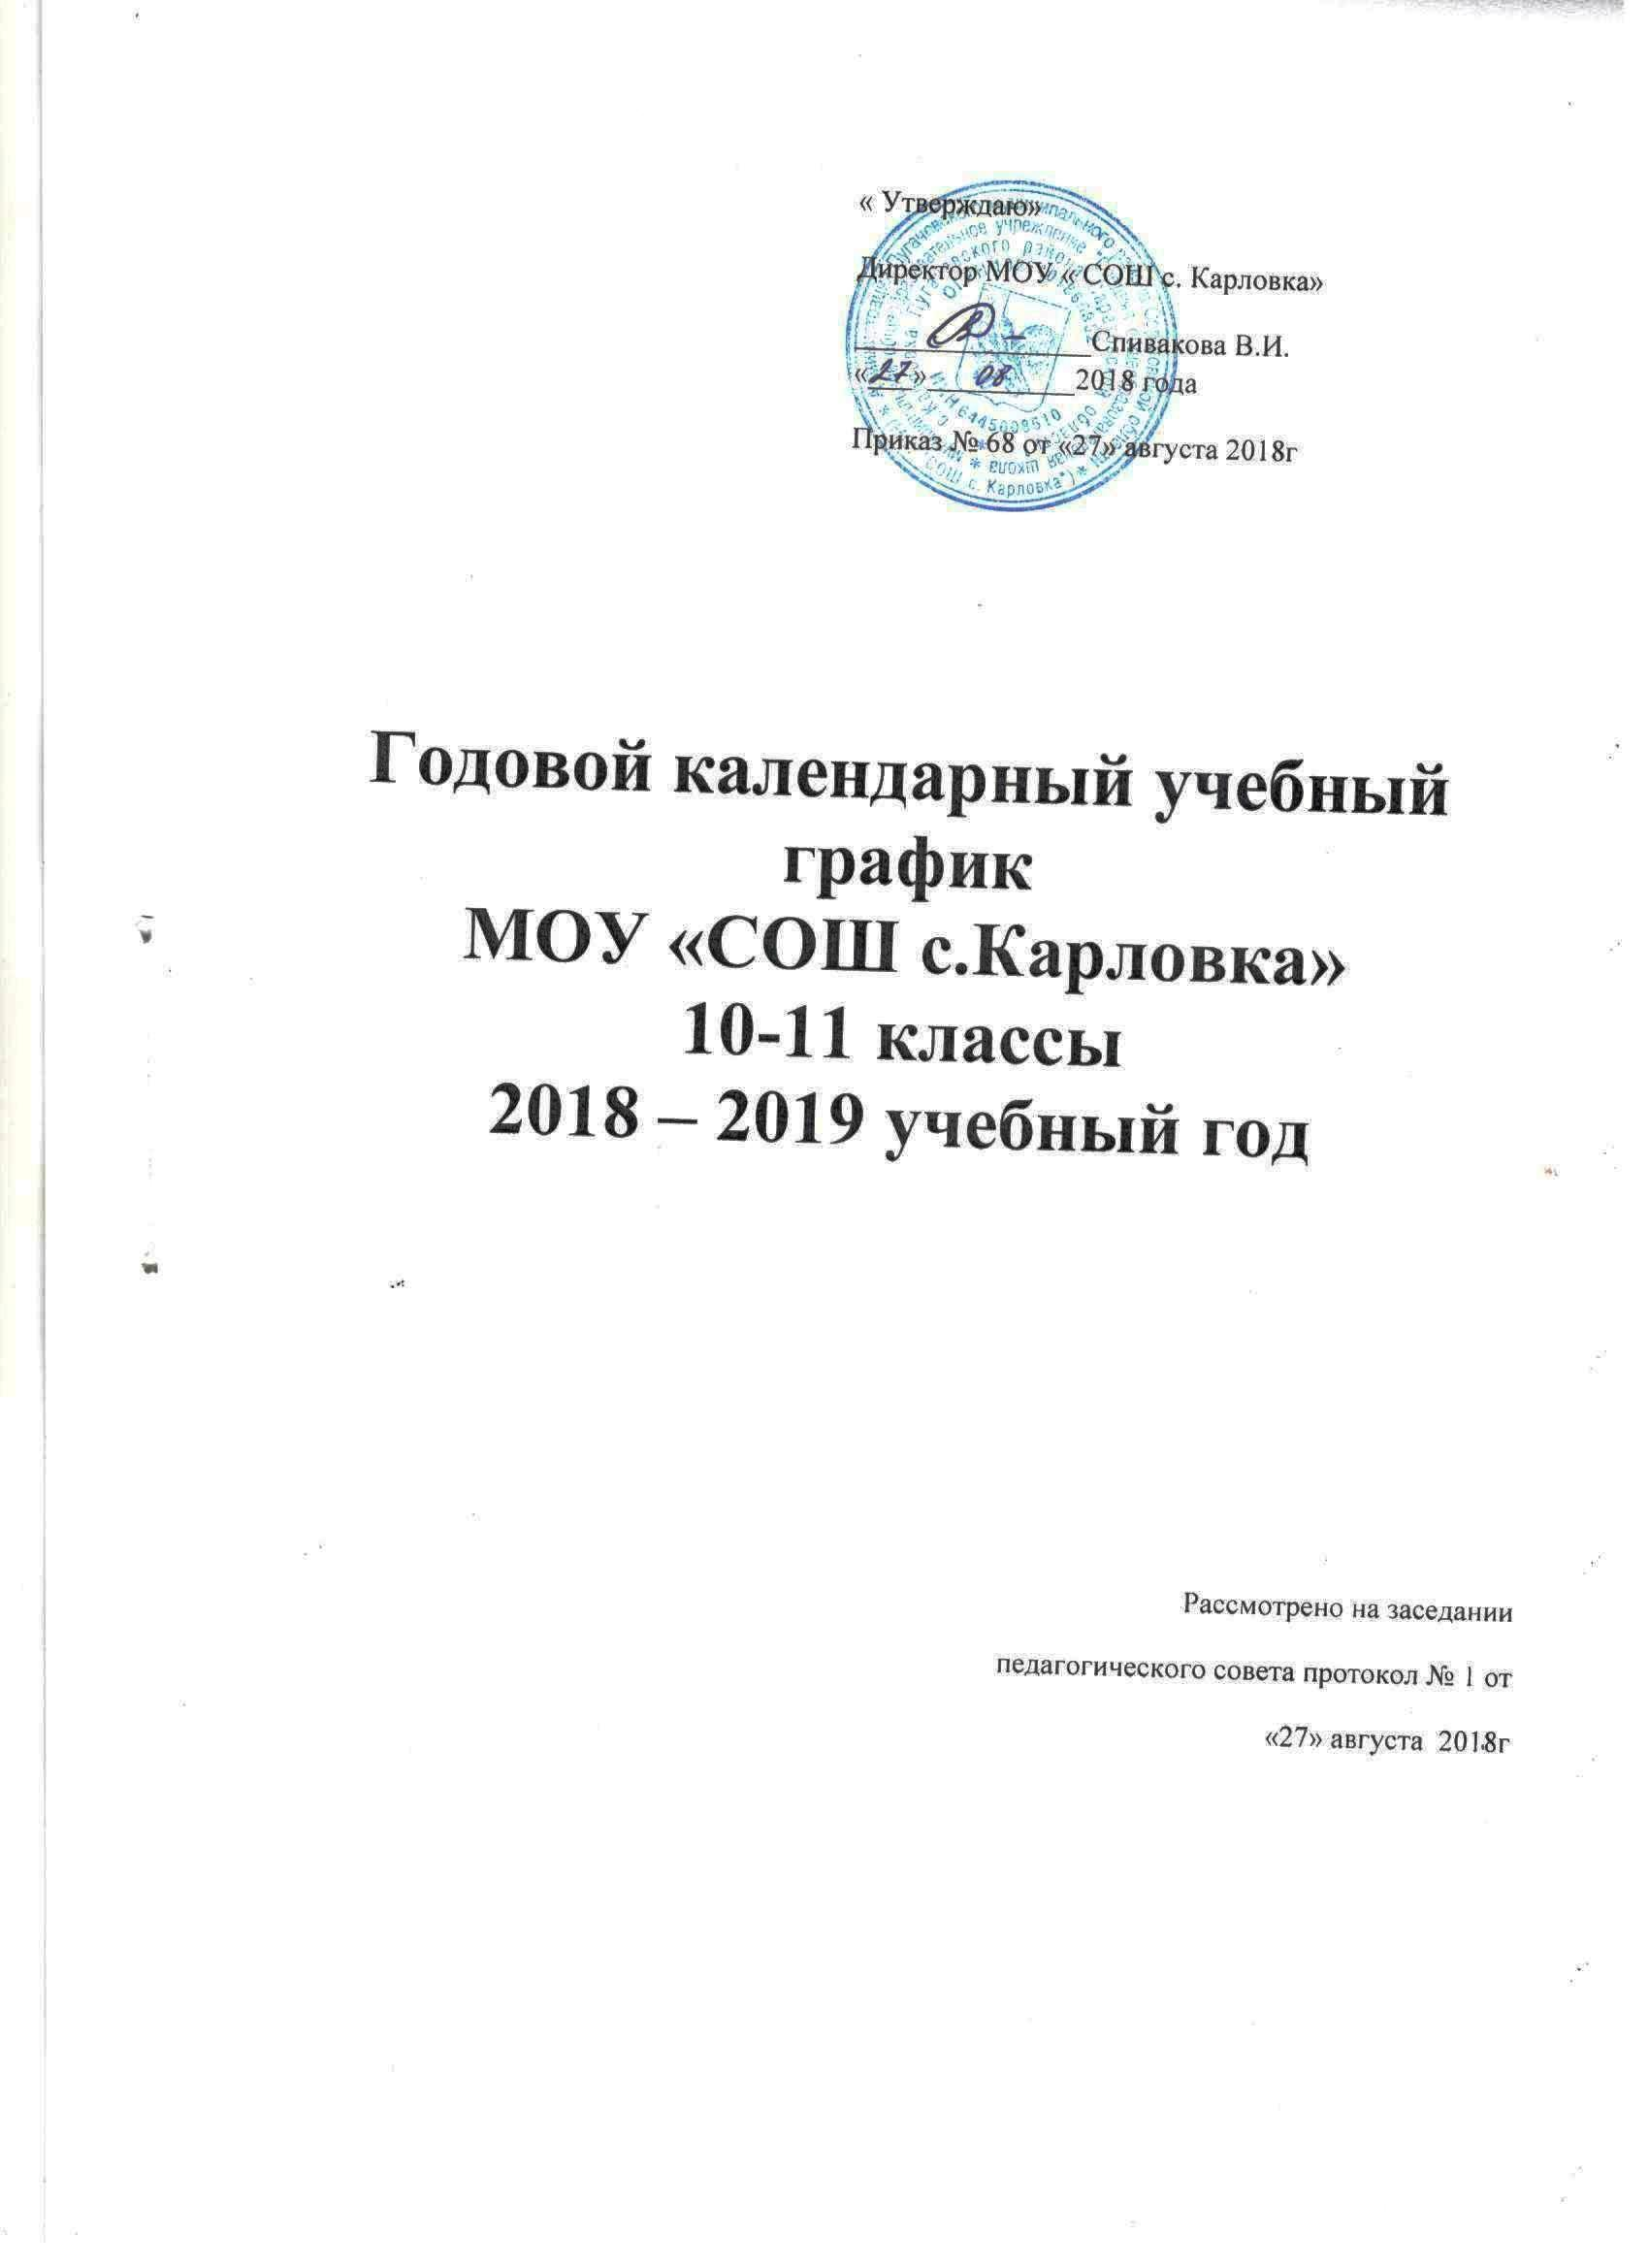 « Утверждаю»
Директор МОУ « СОШ с. Карловка»
Спивакова В.И.
«27» 08 2018 года
Приказ № 68 от «27» августа 2018г
Годовой календарный учебный
график
МОУ «СОШ с.Карловка»
10-11 классы
2018 – 2019 учебный год
Рассмотрено на заседании
педагогического совета протокол № 1 от
«27» августа 2018г